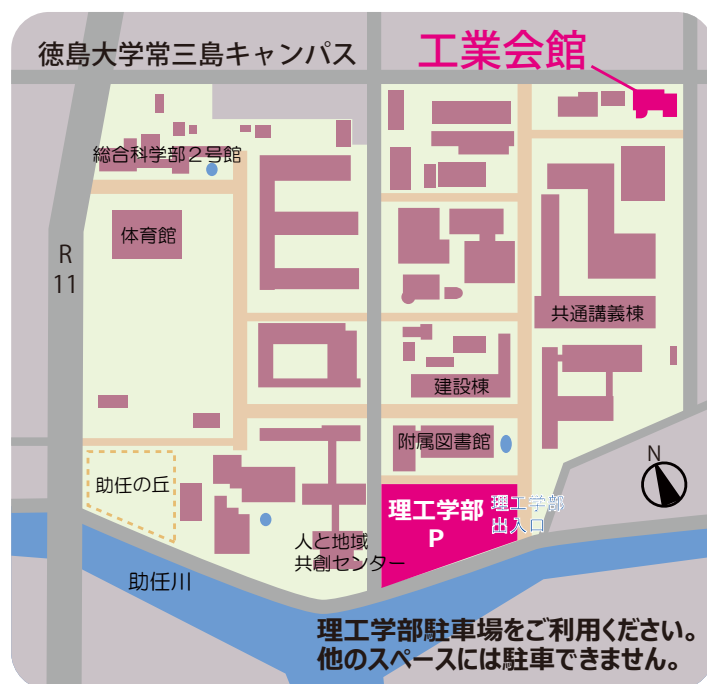 徳島大学常三島キャンパス
工業会館
総合科学部２号館
体育館
R
11
共通講義棟
建設棟
附属図書館
N
助任の丘
理工学部
P
理工学部
出入口
人と地域
共創センター
助任川
理工学部駐車場をご利用ください。
他のスペースには駐車できません。